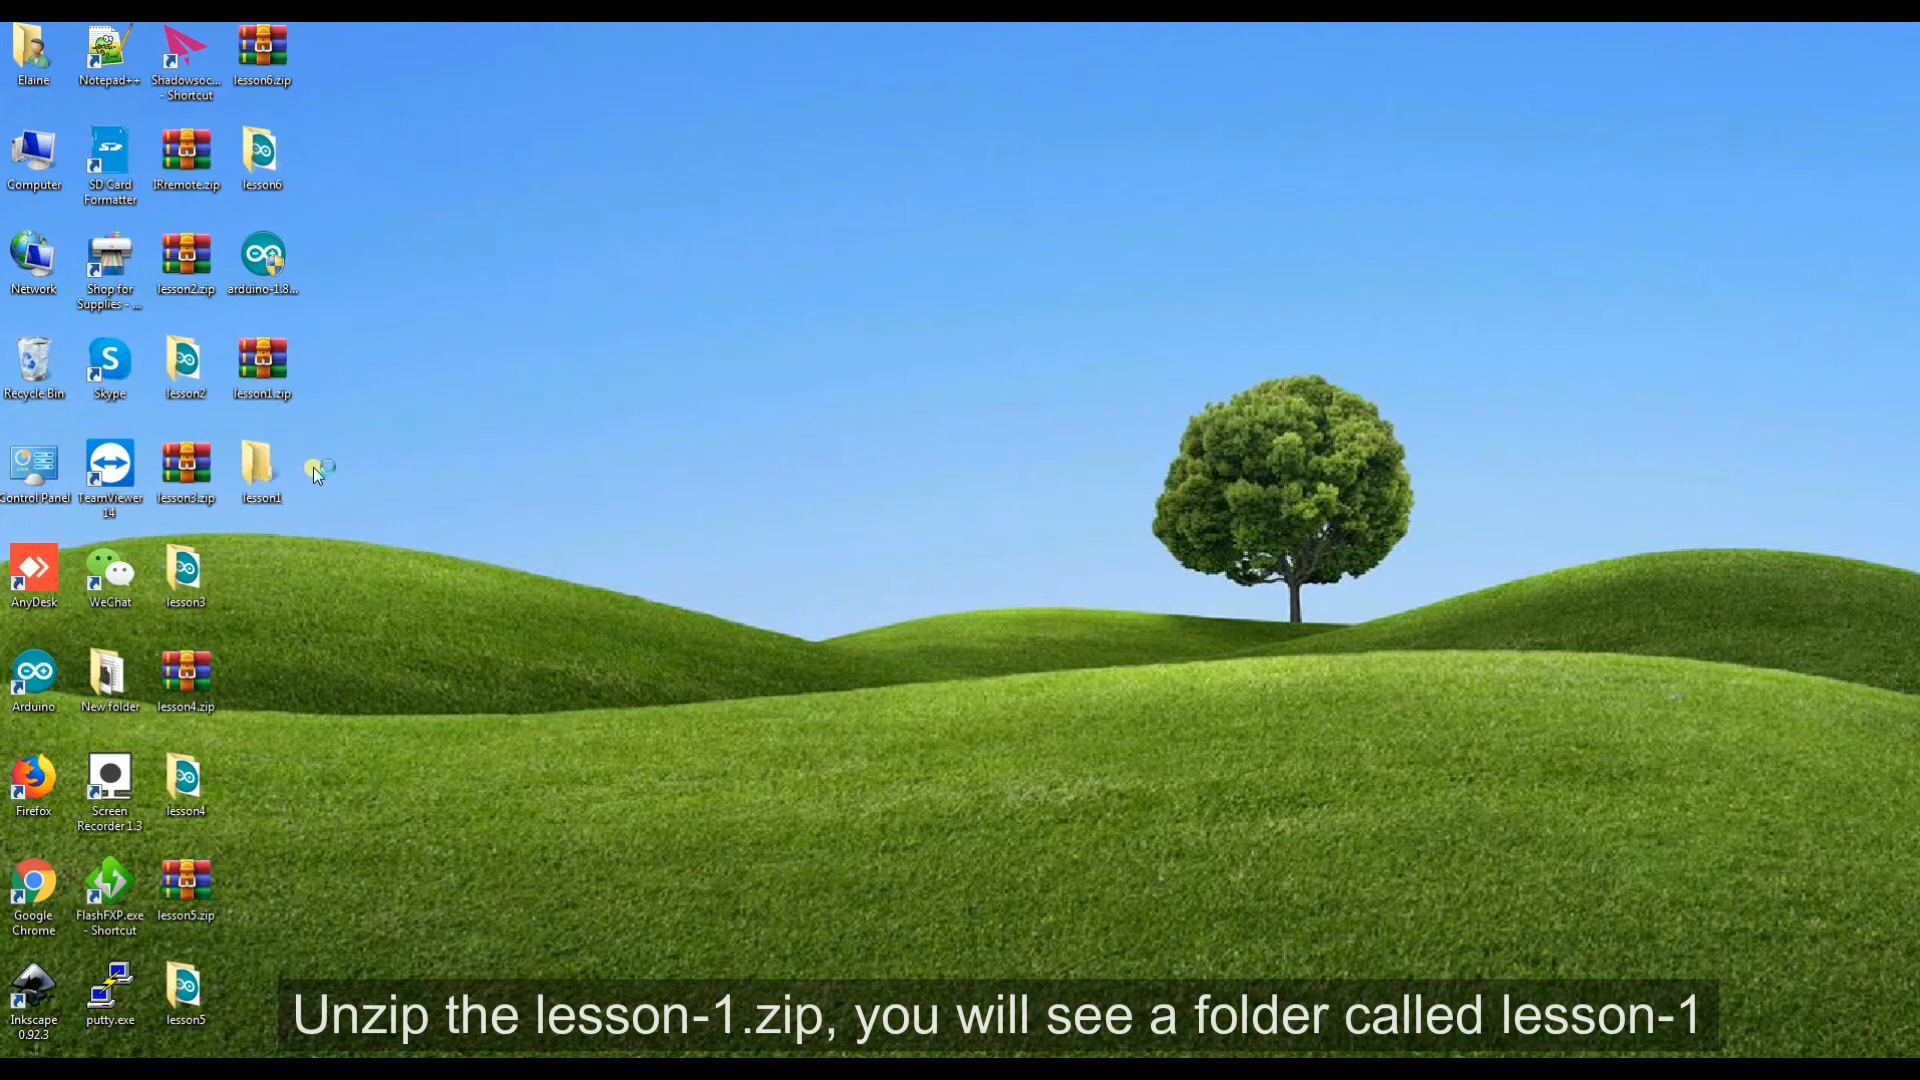 Elaine
Notepad++
Shadowsoc...
- Shortcut
lesson6.zip
Computer
SD Card
Formatter
IRremote.zip
lesson6
Network
Shop for
Supplies - ...
lesson2.zip
arduino-1.8...
Recycle Bin
Skype
lesson2
lesson1.zip
Control Panel
TeamViewer
14
lesson3.zip
lesson1
AnyDesk
WeChat
lesson3
Arduino
New folder
lesson4.zip
Firefox
Screen
Recorder 1.3
lesson4
Google
Chrome
FlashFXP.exe
- Shortcut
lesson5.zip
Inkscape
0.92.3
putty.exe
lesson5
Unzip the lesson-1.zip, you will see a folder called lesson-1